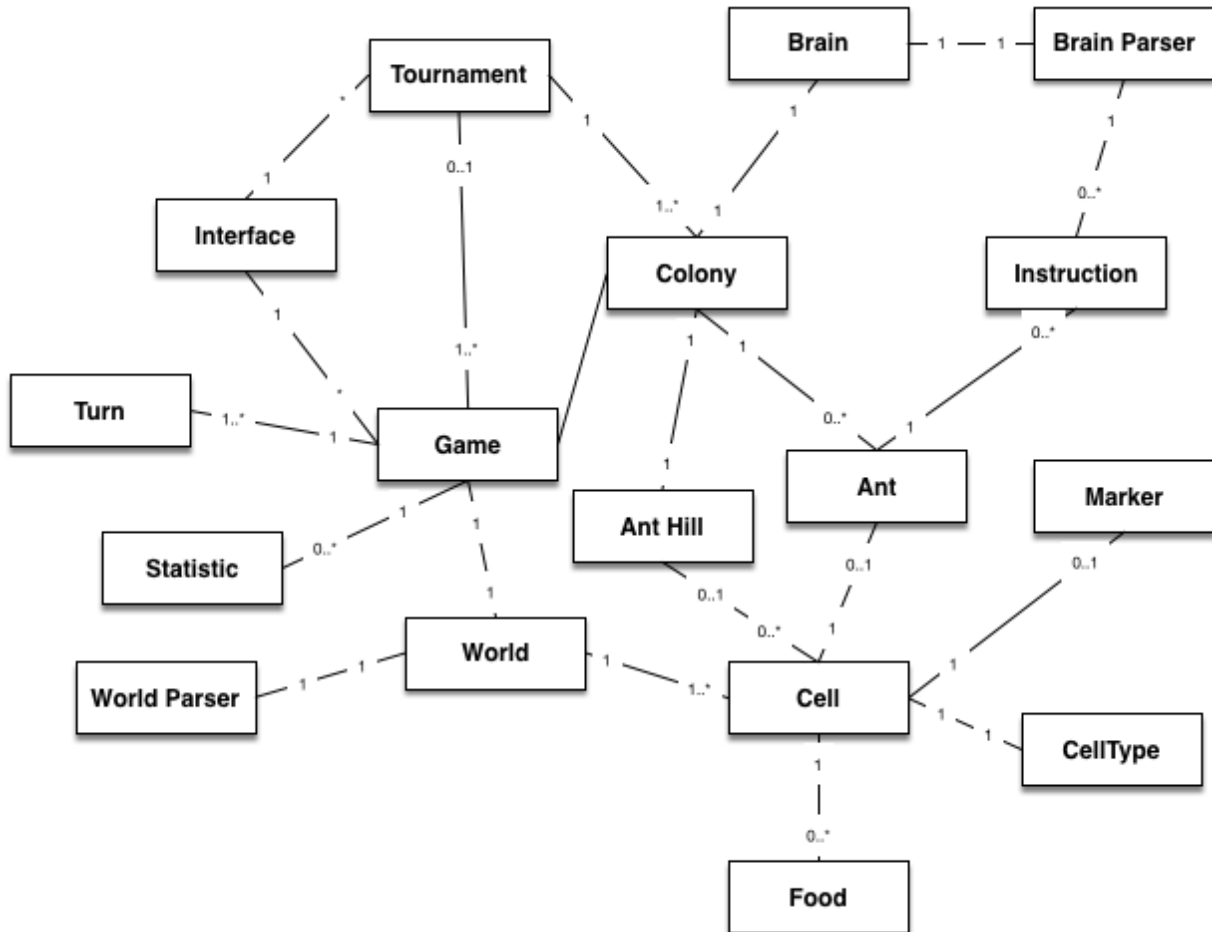 Brain
1
1
Brain Parser
Tournament
*
1
1
1
0..1
1
0..*
1..*
1
Interface
Colony
Instruction
1
1
1
0..*
1..*
*
Turn
1..*
1
Game
0..*
1
1
Ant
Marker
1
1
Ant Hill
0..*
Statistic
1
0..1
0..1
0..1
1
0..*
1
World
1
1
1
World Parser
1
1..*
Cell
1
1
CellType
1
0..*
Food